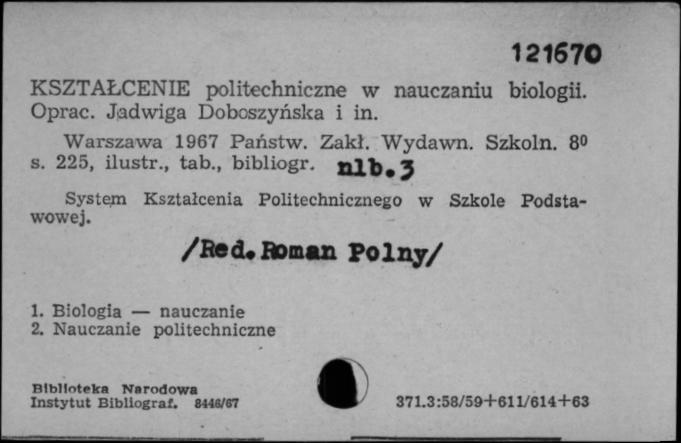 121670
KSZTAŁCENIE politechniczne w nauczaniu biologii.
Oprac. Jadwiga Doboszyńska i in.
Warszawa 1967 Państw. Zakł. Wydawn. Szkoln. 8⁰
s. 225, ilustr., tab., bibliogr. nlb.3
System Kształcenia Politechnicznego w Szkole Podsta-
wowej.
/Red.Roman Polny/
1. Biologia — nauczanie
2. Nauczanie politechniczne
Biblioteka Narodowa
Instytut Bibliograf. 8446/67
371.3:58/59+611/614+63